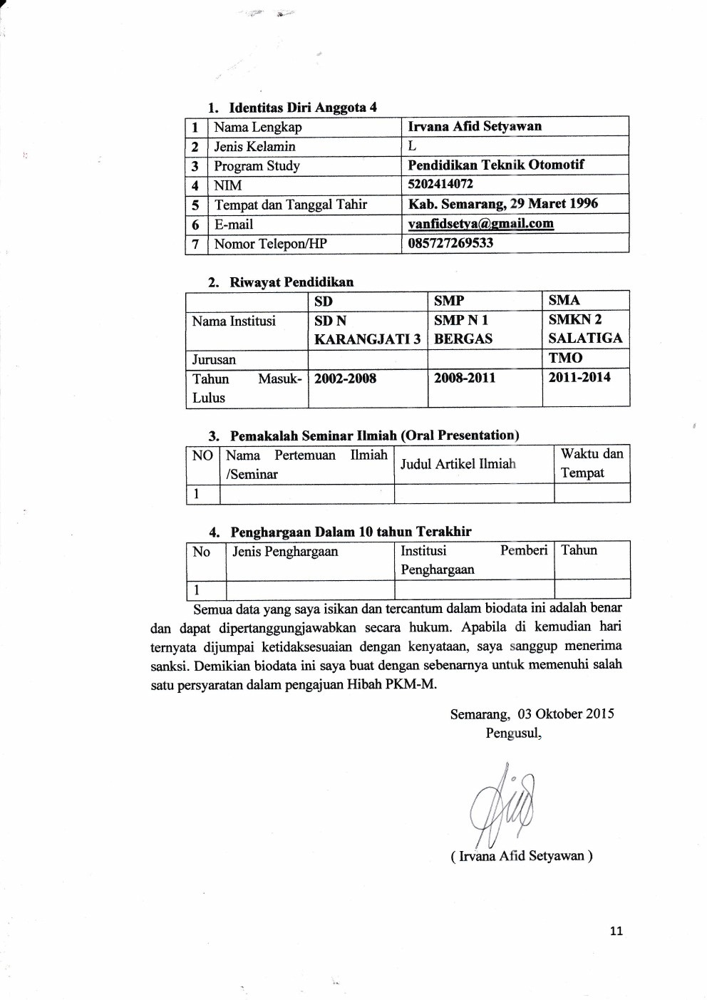 1. Identitas Diri Anggota 4
1 Nama Lengkap Irvana Afid Setyawan
2 Jenis Kelamin L
3 Program Study Pendidikan Teknik Otomotif
4 NIM 5202414072
5 Tempat dan Tanggal Tahir Kab. Semarang, 29 Maret 1996
6 E-mail vanfidsetya@gmail.com
7 Nomor Telepon/HP 085727269533
2. Riwayat Pendidikan
SD SMP SMA
Nama Institusi SD N SMP N 1 SMKN 2
KARANGJATI 3 BERGAS SALATIGA
Jurusan TMO
Tahun Masuk- 2002-2008 2008-2011 2011-2014
Lulus
3. Pemakalah Seminar Ilmiah (Oral Presentation)
NO Nama Pertemuan Ilmiah Judul Artikel Ilmiah Waktu dan
/Seminar Tempat
1
4. Penghargaan Dalam 10 tahun Terakhir
No Jenis Penghargaan Institusi Pemberi Tahun
Penghargaan
1
Semua data yang saya isikan dan tercantum dalam biodata ini adalah benar
dan dapat dipertanggungjawabkan secara hukum. Apabila di kemudian hari
ternyata dijumpai ketidaksesuaian dengan kenyataan, saya sanggup menerima
sanksi. Demikian biodata ini saya buat dengan sebenarnya untuk memenuhi salah
satu persyaratan dalam pengajuan Hibah PKM-M.
Semarang, 03 Oktober 2015
Pengusul,
( Irvana Afid Setyawan )
11